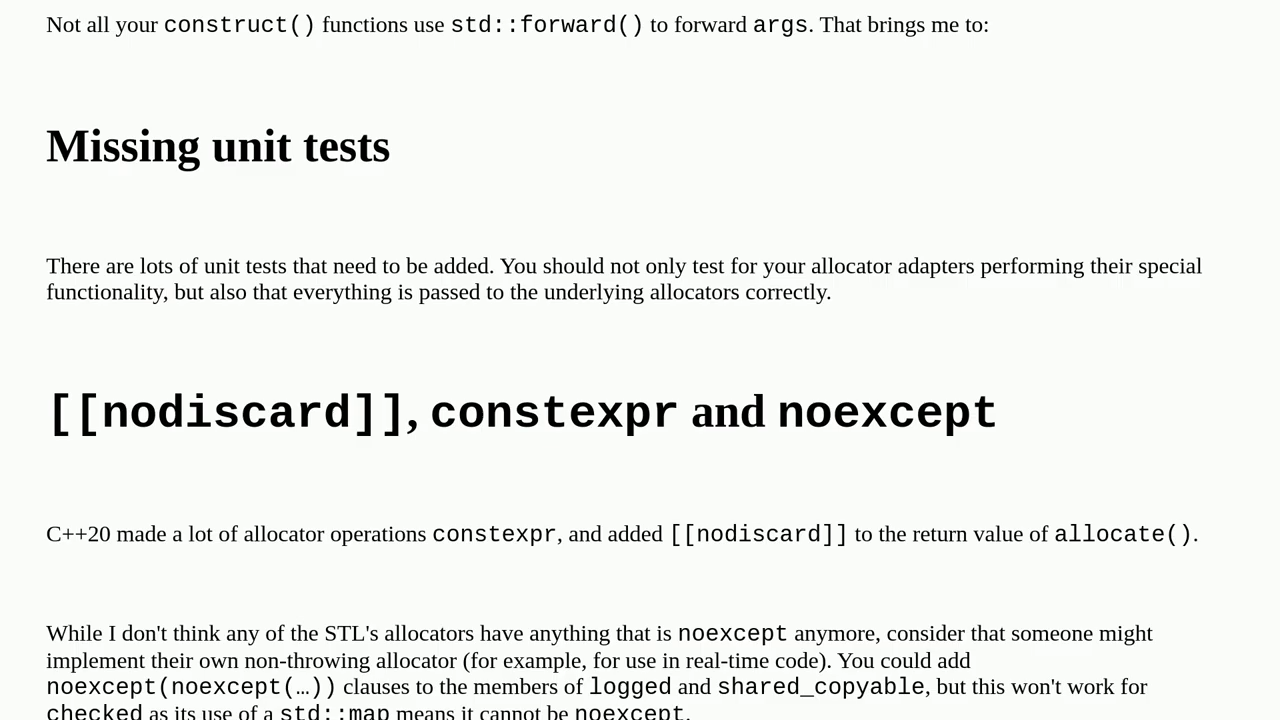 Not all your construct() functions use std::forward() to forward args. That brings me to:
Missing unit tests
There are lots of unit tests that need to be added. You should not only test for your allocator adapters performing their special
functionality, but also that everything is passed to the underlying allocators correctly.
[[nodiscard]], constexpr and noexcept
C++20 made a lot of allocator operations constexpr, and added [[nodiscard]] to the return value of allocate().
While I don't think any of the STL's allocators have anything that is noexcept anymore, consider that someone might
implement their own non-throwing allocator (for example, for use in real-time code). You could add
noexcept(noexcept(…)) clauses to the members of logged and shared_copyable, but this won't work for
checked as its use of a std::map means it cannot be noexcept.